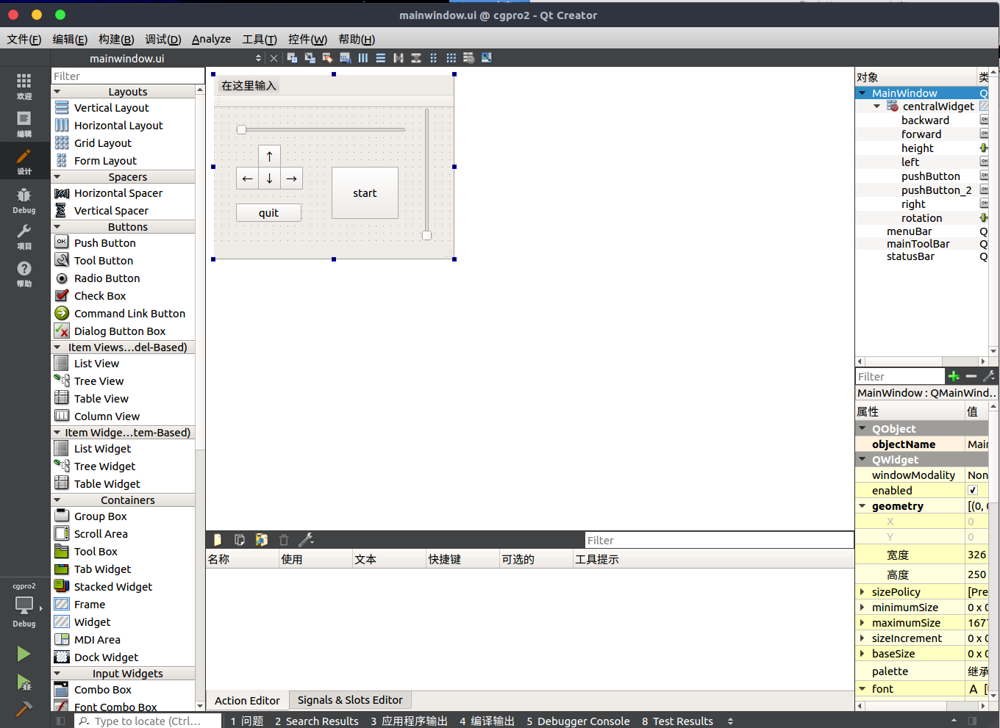 mainwindow.ui @ cgpro2 - Qt Creator
文件(F) 编辑(E) 构建(B) 调试(D) Analyze 工具(T) 控件(W) 帮助(H)
mainwindow.ui
欢迎
编辑
设计
Debug
项目
帮助
cgpro2
Debug
Filter
Layouts
Vertical Layout
Horizontal Layout
Grid Layout
Form Layout
Spacers
Horizontal Spacer
Vertical Spacer
Buttons
Push Button
Tool Button
Radio Button
Check Box
Command Link Button
Dialog Button Box
Item Views...del-Based)
List View
Tree View
Table View
Column View
Item Widge...tem-Based)
List Widget
Tree Widget
Table Widget
Containers
Group Box
Scroll Area
Tool Box
Tab Widget
Stacked Widget
Frame
Widget
MDI Area
Dock Widget
Input Widgets
Combo Box
Font Combo Box
在这里输入
↑
← ↓ →
start
quit
Filter
名称 使用 文本 快捷键 可选的 工具提示
Action Editor Signals & Slots Editor
对象 类
MainWindow Q
centralWidget
backward
forward
height
left
pushButton
pushButton_2
right
rotation
menuBar Q
mainToolBar Q
statusBar Q
Filter
MainWindow : QMainWind...
属性 值
QObject
objectName Mai
QWidget
windowModality Non
enabled
geometry [(0,
X 0
Y 0
宽度 326
高度 250
sizePolicy [Pre
minimumSize 0 x 0
maximumSize 167
sizeIncrement 0 x 0
baseSize 0 x 0
palette 继承
font A [
Type to locate (Ctrl... 1 问题 2 Search Results 3 应用程序输出 4 编译输出 5 Debugger Console 8 Test Results